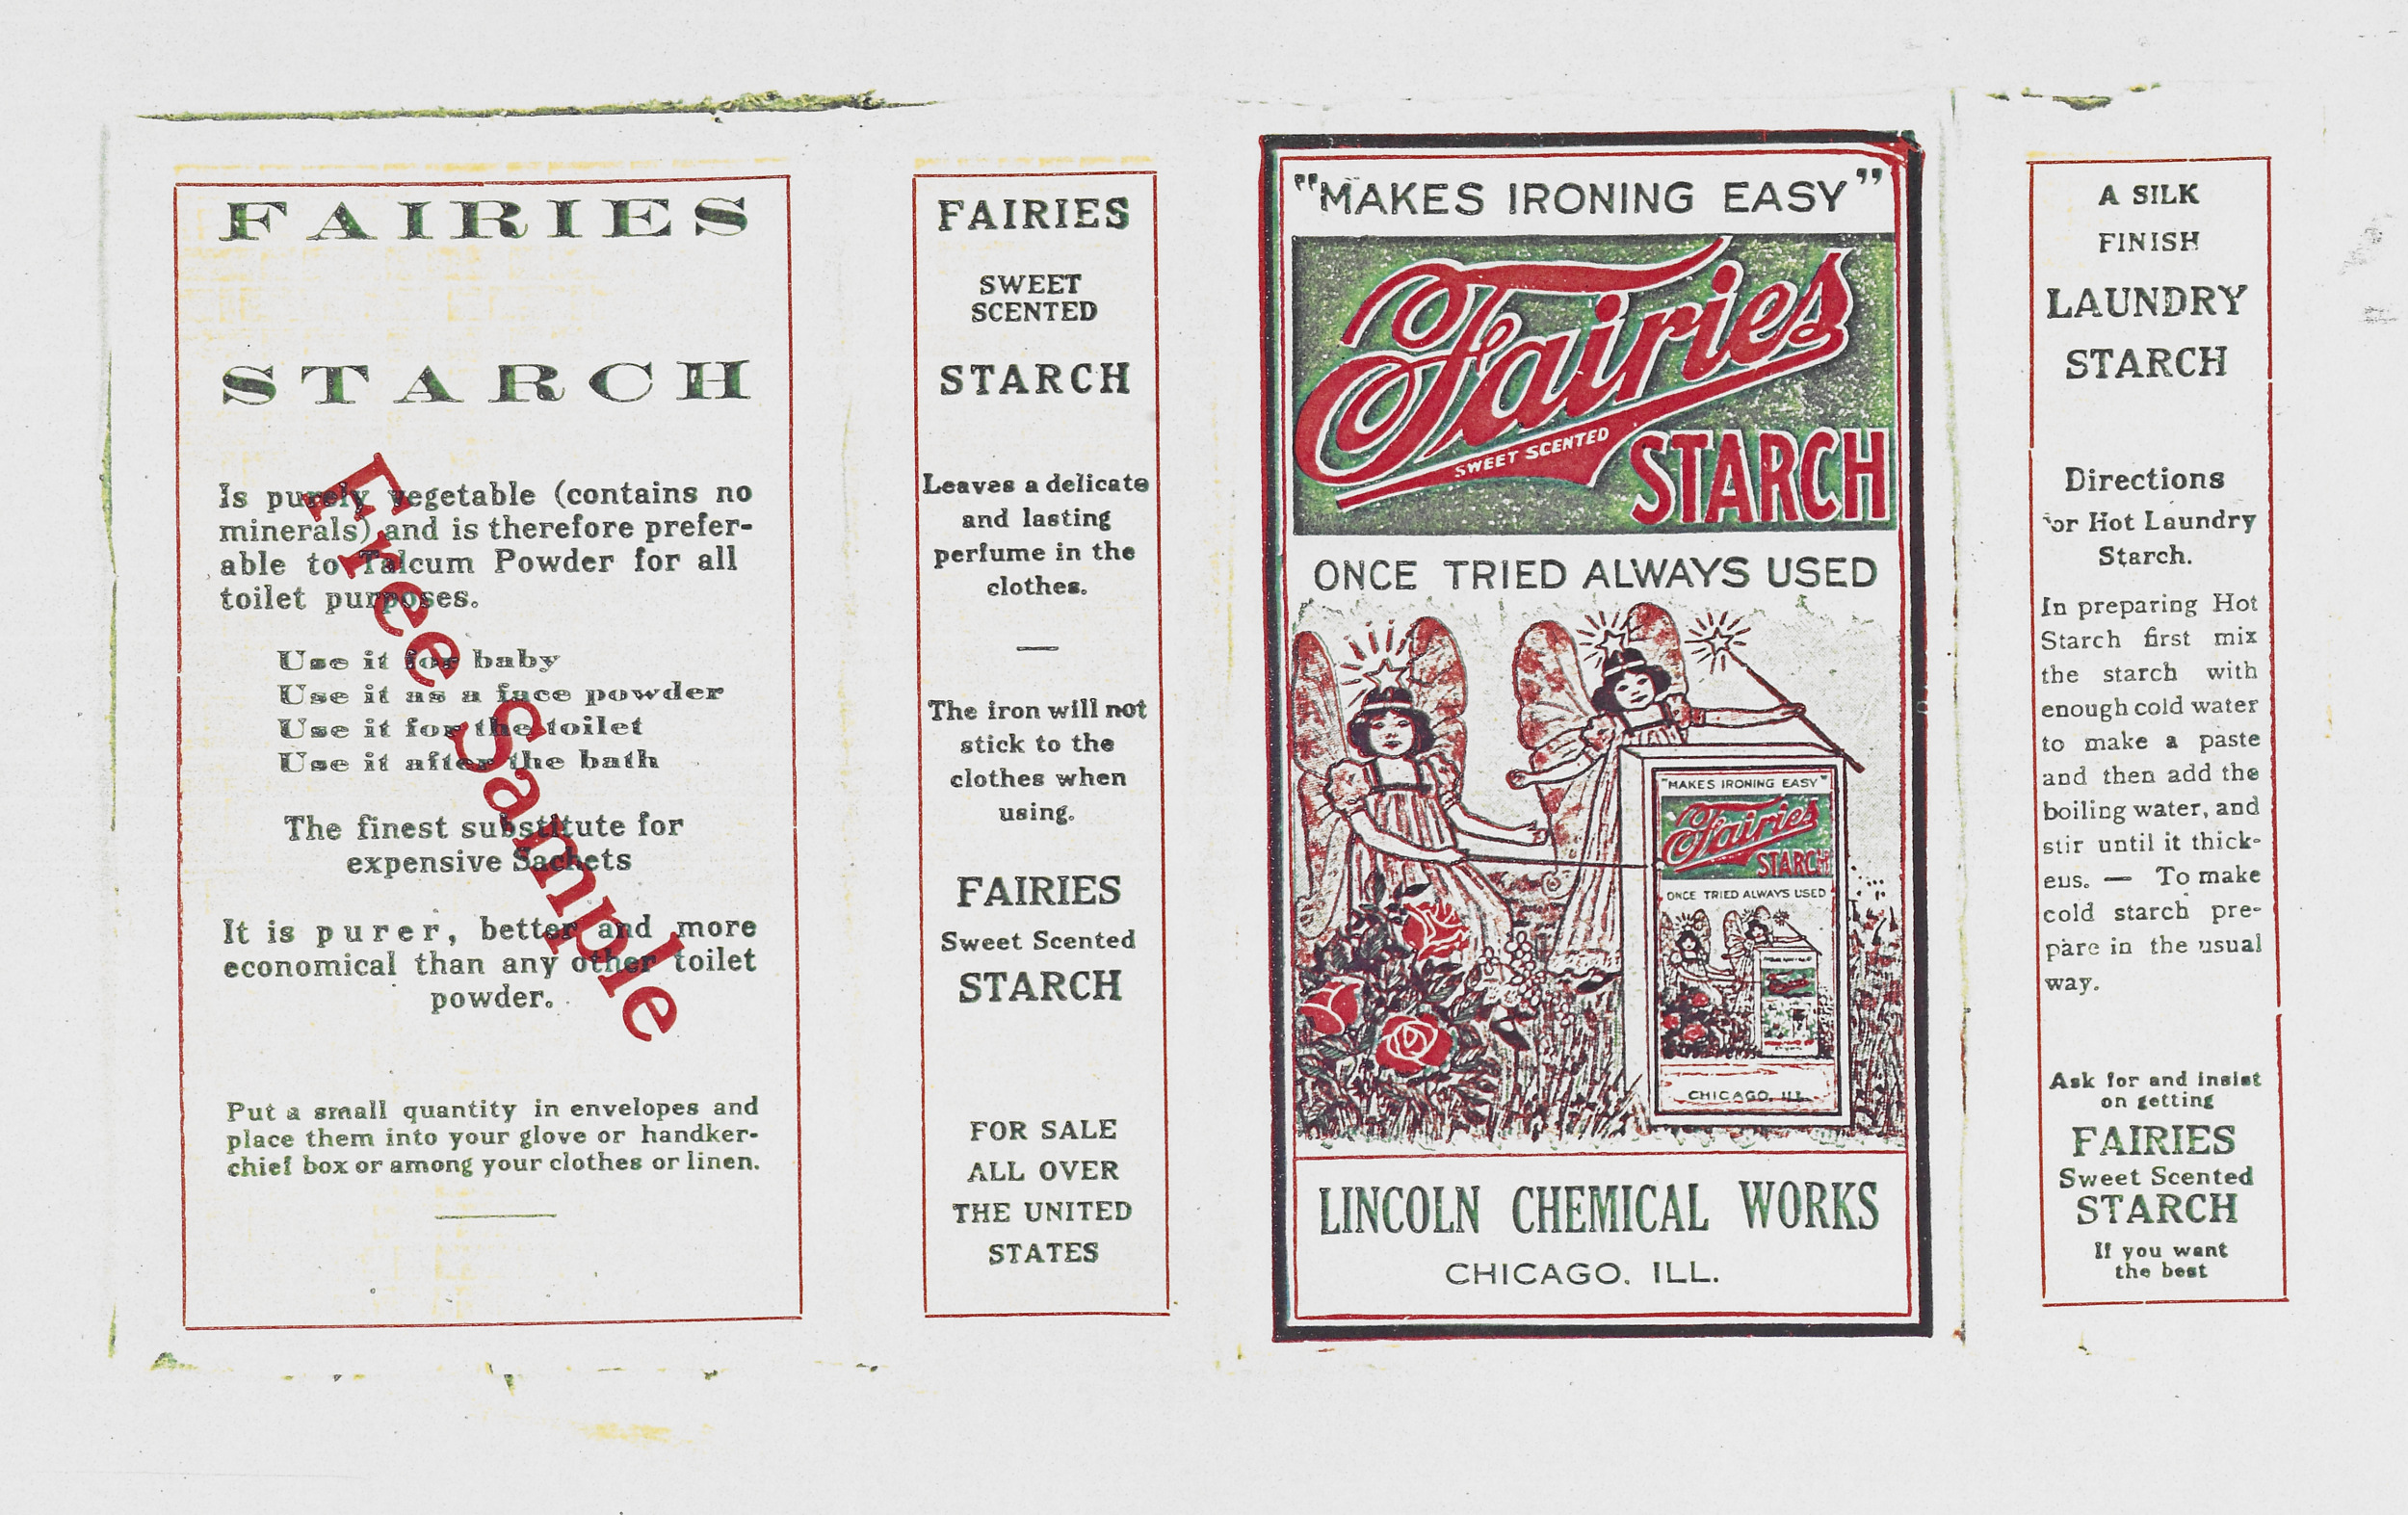 FAIRIES
STARCH
Is purely vegetable (contains no
minerals) and is therefore prefer-
able to Talcum Powder for all
toilet purposes.
Use it for baby
Use it as a face powder
Use it for the toilet
Use it after the bath
The finest substitute for
expensive Sachets
It is purer, better and more
economical than any other toilet
powder.
Put a small quantity in envelopes and
place them into your glove or handker-
chief box or among your clothes or linen.
Free Sample
FAIRIES
SWEET
SCENTED
STARCH
Leaves a delicate
and lasting
perfume in the
clothes.
—
The iron will not
stick to the
clothes when
using.
FAIRIES
Sweet Scented
STARCH
FOR SALE
ALL OVER
THE UNITED
STATES
"MAKES IRONING EASY"
Fairies
SWEET SCENTED
STARCH
ONCE TRIED ALWAYS USED
"MAKES IRONING EASY"
Fairies
STARCH
ONCE TRIED ALWAYS USED
CHICAGO, ILL.
LINCOLN CHEMICAL WORKS
CHICAGO. ILL.
A SILK
FINISH
LAUNDRY
STARCH
Directions
or Hot Laundry
Starch.
In preparing Hot
Starch first mix
the starch with
enough cold water
to make a paste
and then add the
boiling water, and
stir until it thick-
eus. — To make
cold starch pre-
pare in the usual
way.
Ask for and insist
on getting
FAIRIES
Sweet Scented
STARCH
If you want
the best